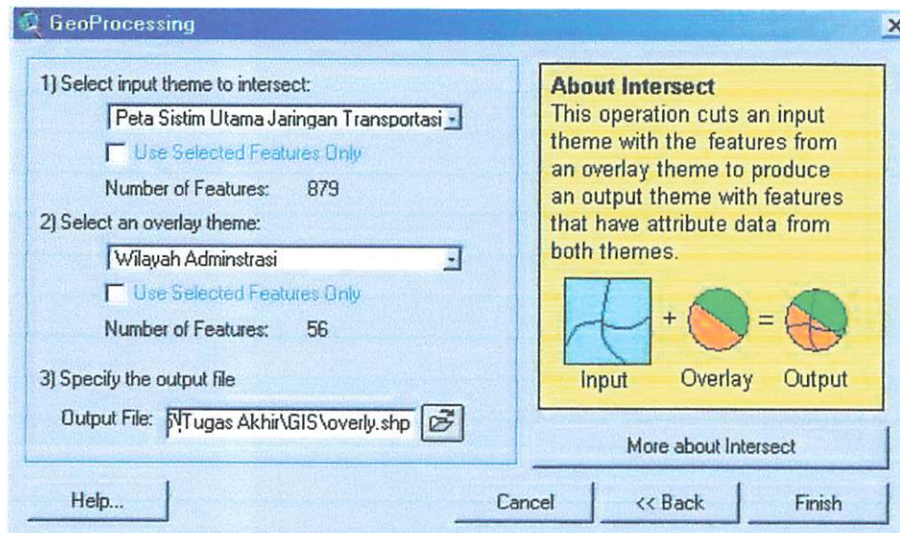 GeoProcessing
1) Select input theme to intersect:
Peta Sistim Utama Jaringan Transportasi
Use Selected Features Only
Number of Features: 879
2) Select an overlay theme:
Wilayah Adminstrasi
Use Selected Features Only
Number of Features: 56
3) Specify the output file
Output File: \Tugas Akhir\GIS\overly.shp
About Intersect
This operation cuts an input
theme with the features from
an overlay theme to produce
an output theme with features
that have attribute data from
both themes.
+ =
Input Overlay Output
More about Intersect
Help... Cancel << Back Finish